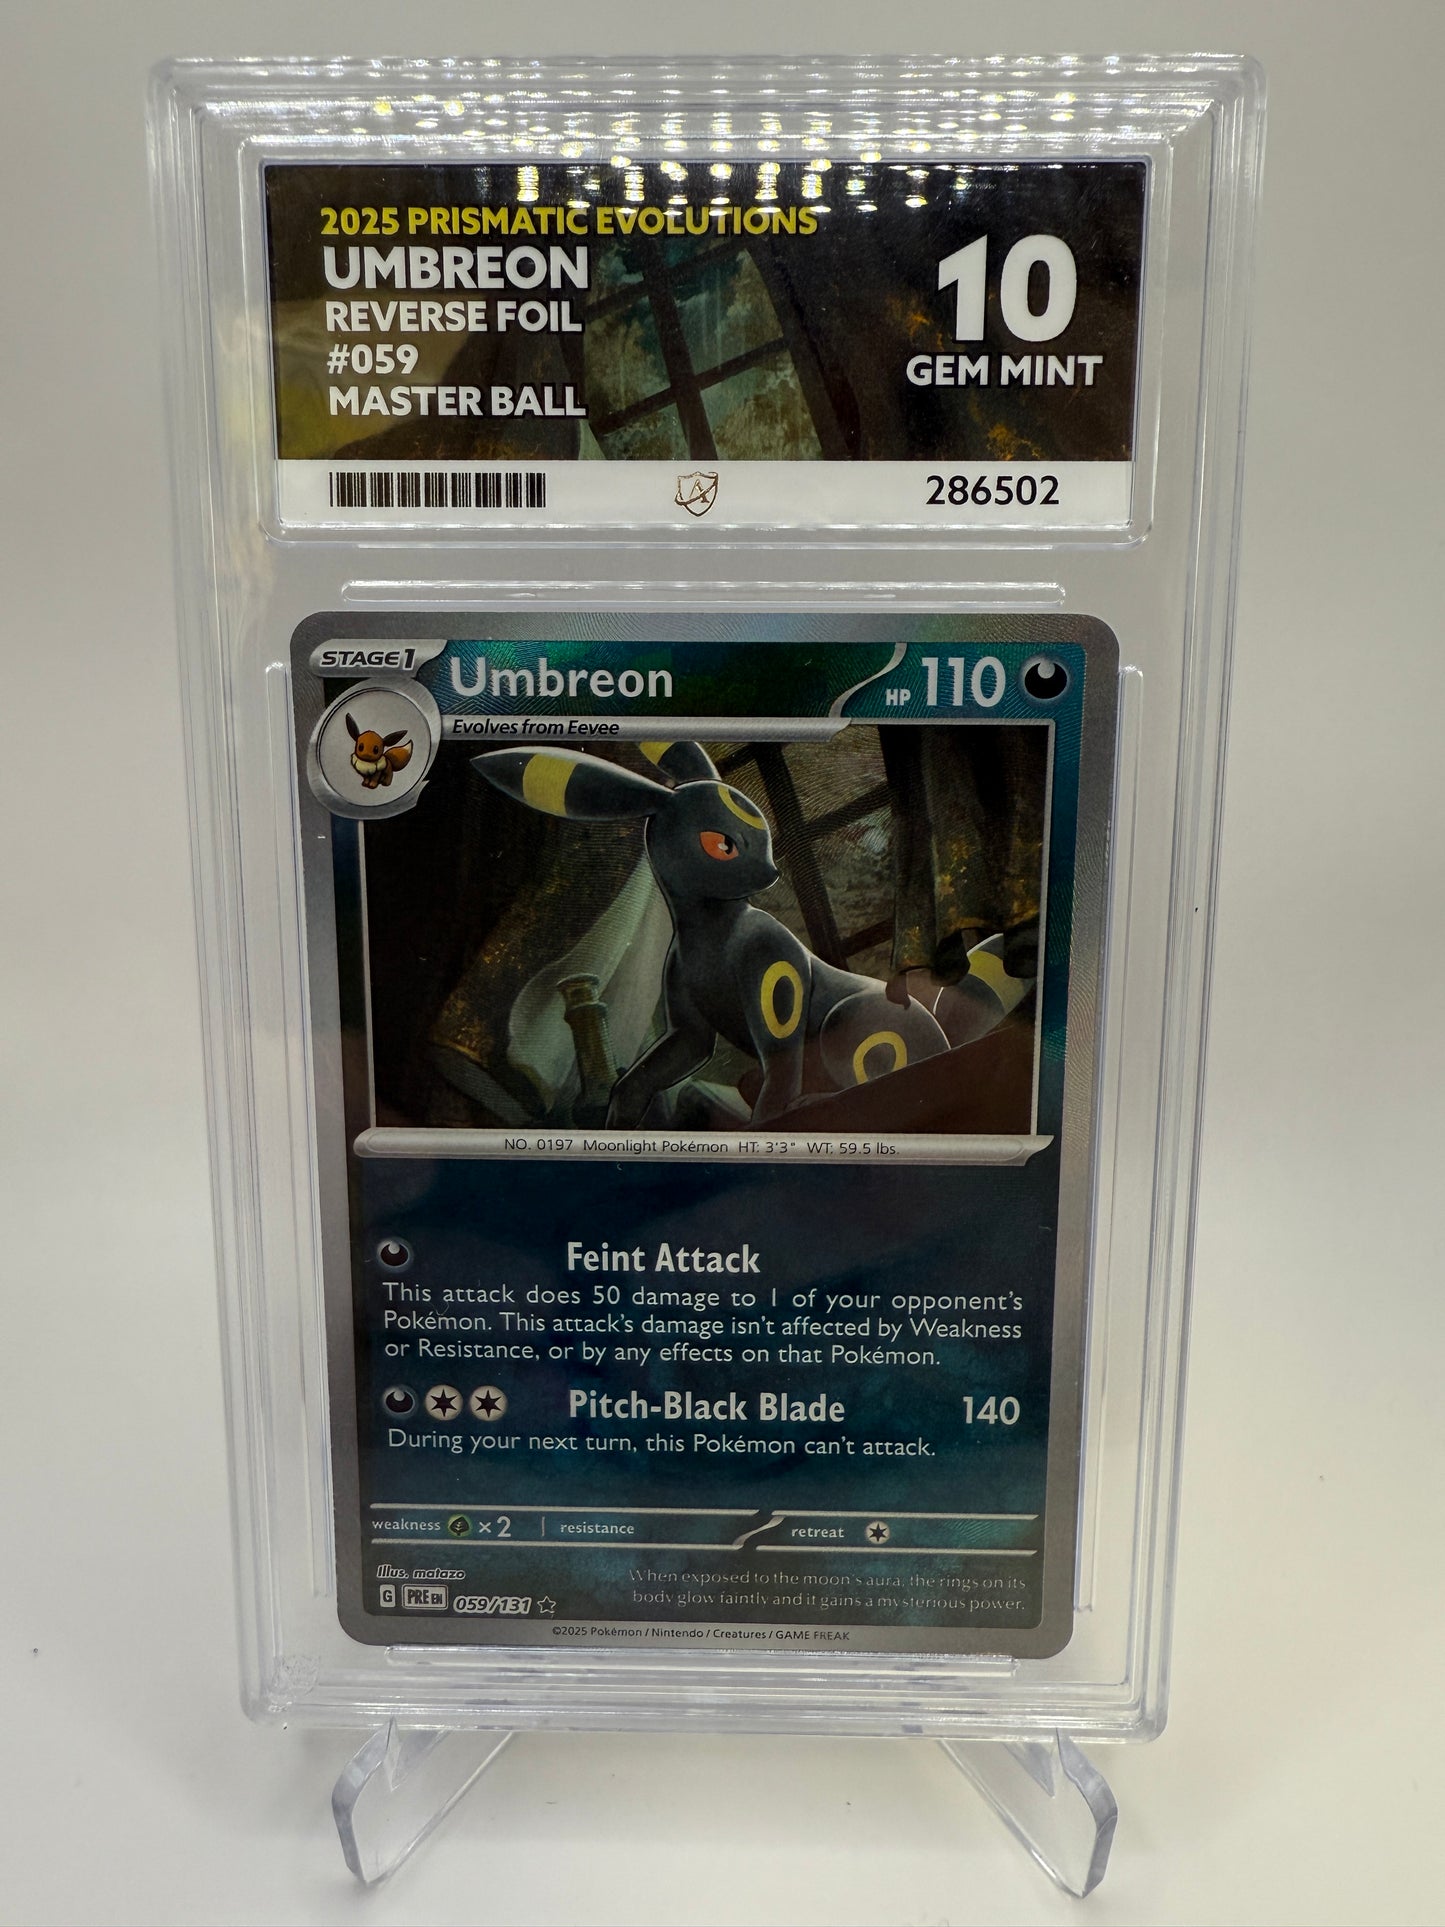 2025 PRISMATIC EVOLUTIONS
UMBREON
REVERSE FOIL
#059
MASTER BALL
10
GEM MINT
A
286502
STAGE 1
Umbreon
HP 110
Evolves from Eevee
NO. 0197 Moonlight Pokémon HT: 3'3" WT: 59.5 lbs.
Feint Attack
This attack does 50 damage to 1 of your opponent's
Pokémon. This attack's damage isn't affected by Weakness
or Resistance, or by any effects on that Pokémon.
Pitch-Black Blade 140
During your next turn, this Pokémon can't attack.
weakness ×2 resistance retreat
Illus. matazo
G PRE EN 059/131
When exposed to the moon's aura, the rings on its
body glow faintly and it gains a mysterious power.
©2025 Pokémon / Nintendo / Creatures / GAME FREAK